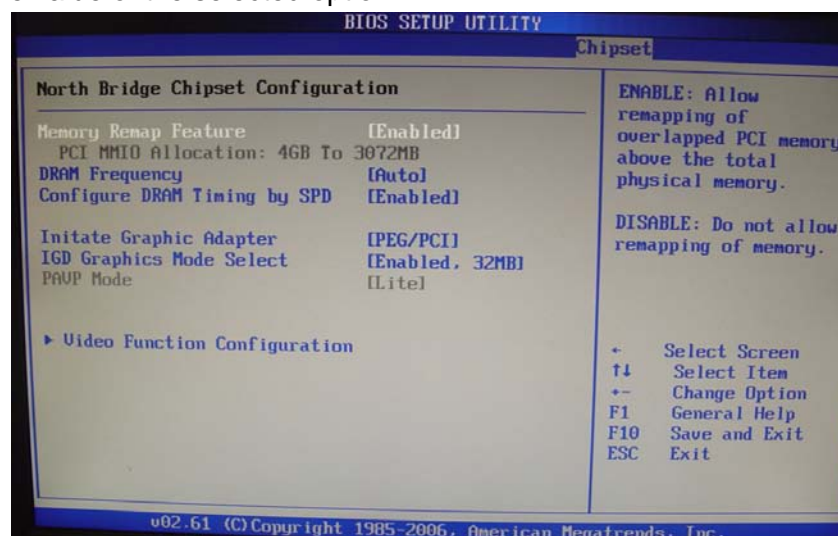 BIOS SETUP UTILITY
Chipset
North Bridge Chipset Configuration
Memory Remap Feature [Enabled]
PCI MMIO Allocation: 4GB To 3072MB
DRAM Frequency [Auto]
Configure DRAM Timing by SPD [Enabled]
Initate Graphic Adapter [PEG/PCI]
IGD Graphics Mode Select [Enabled, 32MB]
PAVP Mode [Lite]
▶ Video Function Configuration
ENABLE: Allow
remapping of
overlapped PCI memory
above the total
physical memory.
DISABLE: Do not allow
remapping of memory.
← Select Screen
↑↓ Select Item
+- Change Option
F1 General Help
F10 Save and Exit
ESC Exit
v02.61 (C)Copyright 1985-2006, American Megatrends, Inc.